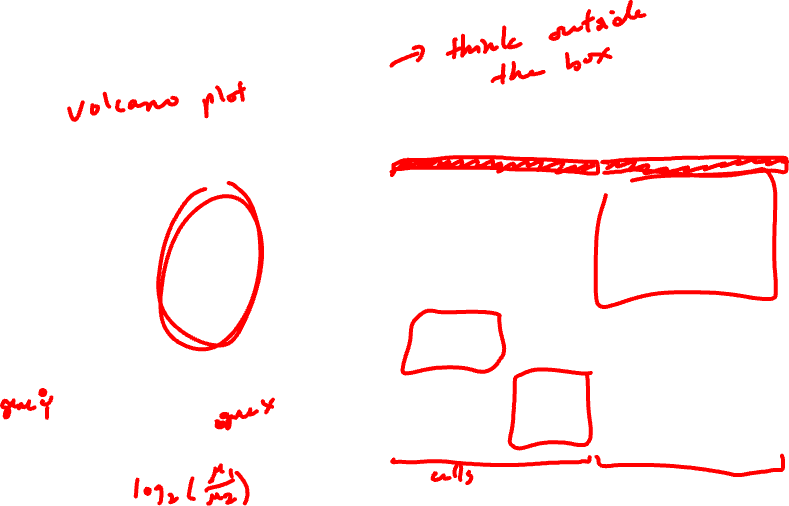 → think outside
the box
volcano plot
gene y
gene x
cells
log₂(μ₁/μ₂)